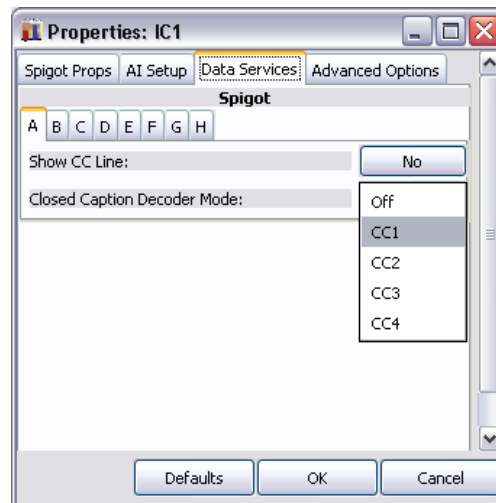 Properties: IC1
Spigot Props AI Setup Data Services Advanced Options
Spigot
A B C D E F G H
Show CC Line: No
Closed Caption Decoder Mode:
Off
CC1
CC2
CC3
CC4
Defaults OK Cancel